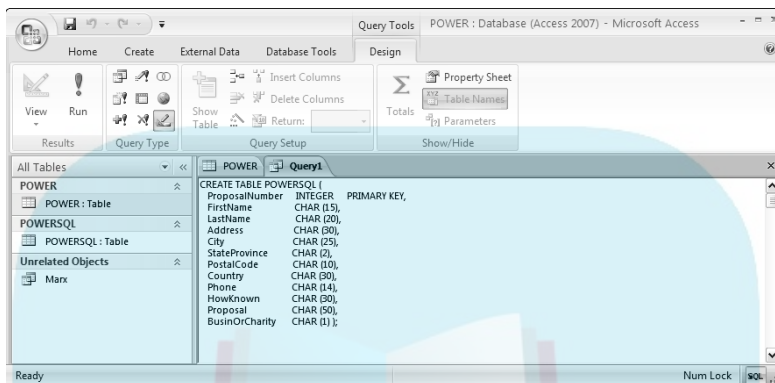 Query Tools
POWER : Database (Access 2007) - Microsoft Access
Home Create External Data Database Tools Design
View
Run
Results
Query Type
Show Table
Insert Columns
Delete Columns
Return:
Query Setup
Totals
Property Sheet
Table Names
Parameters
Show/Hide
All Tables
POWER
POWER : Table
POWERSQL
POWERSQL : Table
Unrelated Objects
Marx
POWER Query1
CREATE TABLE POWERSQL (
ProposalNumber INTEGER PRIMARY KEY,
FirstName CHAR (15),
LastName CHAR (20),
Address CHAR (30),
City CHAR (25),
StateProvince CHAR (2),
PostalCode CHAR (10),
Country CHAR (30),
Phone CHAR (14),
HowKnown CHAR (30),
Proposal CHAR (50),
BusinOrCharity CHAR (1) );
Ready
Num Lock
SQL